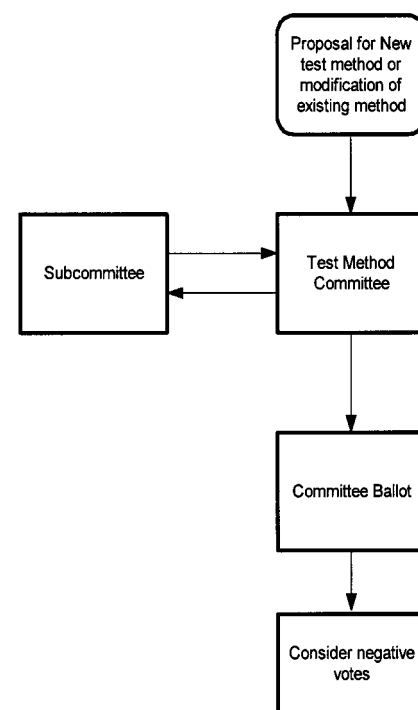 Proposal for New
test method or
modification of
existing method
Subcommittee
Test Method
Committee
Committee Ballot
Consider negative
votes